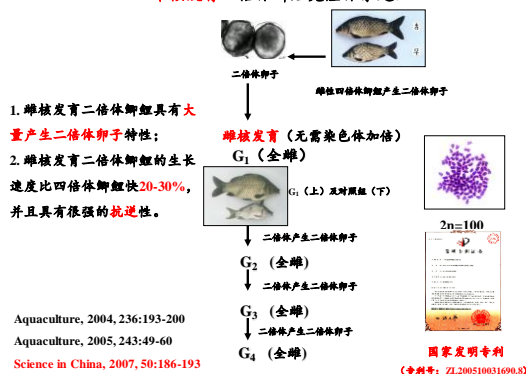 二倍体卵子
雌性四倍体鲫鲤产生二倍体卵子
1. 雌核发育二倍体鲫鲤具有大
量产生二倍体卵子特性；
2. 雌核发育二倍体鲫鲤的生长
速度比四倍体鲫鲤快20-30%，
并且具有很强的抗逆性。
雌核发育（无需染色体加倍）
G1（全雌）
G1（上）及对照组（下）
二倍体产生二倍体卵子
G2 （全雌）
二倍体产生二倍体卵子
G3 （全雌）
二倍体产生二倍体卵子
G4 （全雌）
2n=100
国家发明专利
（专利号：ZL200510031690.8）
Aquaculture, 2004, 236:193-200
Aquaculture, 2005, 243:49-60
Science in China, 2007, 50:186-193